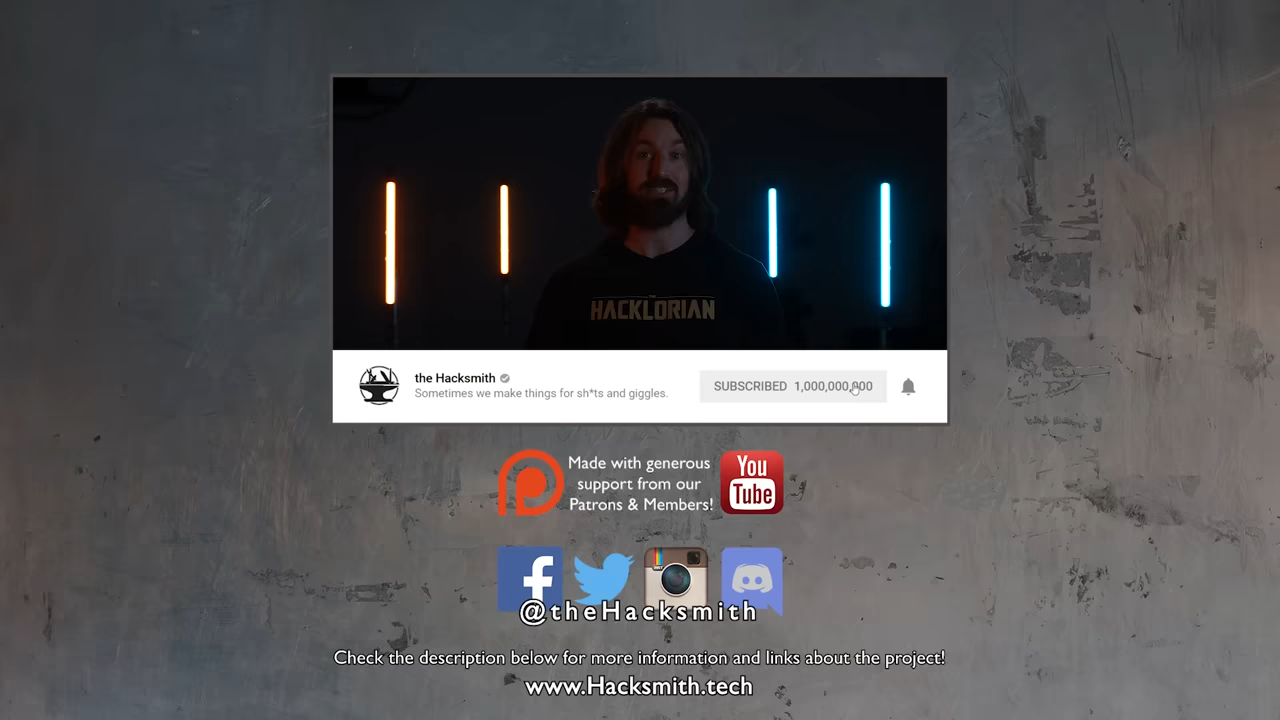 THE
HACKLORIAN
the Hacksmith
Sometimes we make things for sh*ts and giggles.
SUBSCRIBED 1,000,000,000
Made with generous
support from our
Patrons & Members!
You
Tube
@theHacksmith
Check the description below for more information and links about the project!
www.Hacksmith.tech